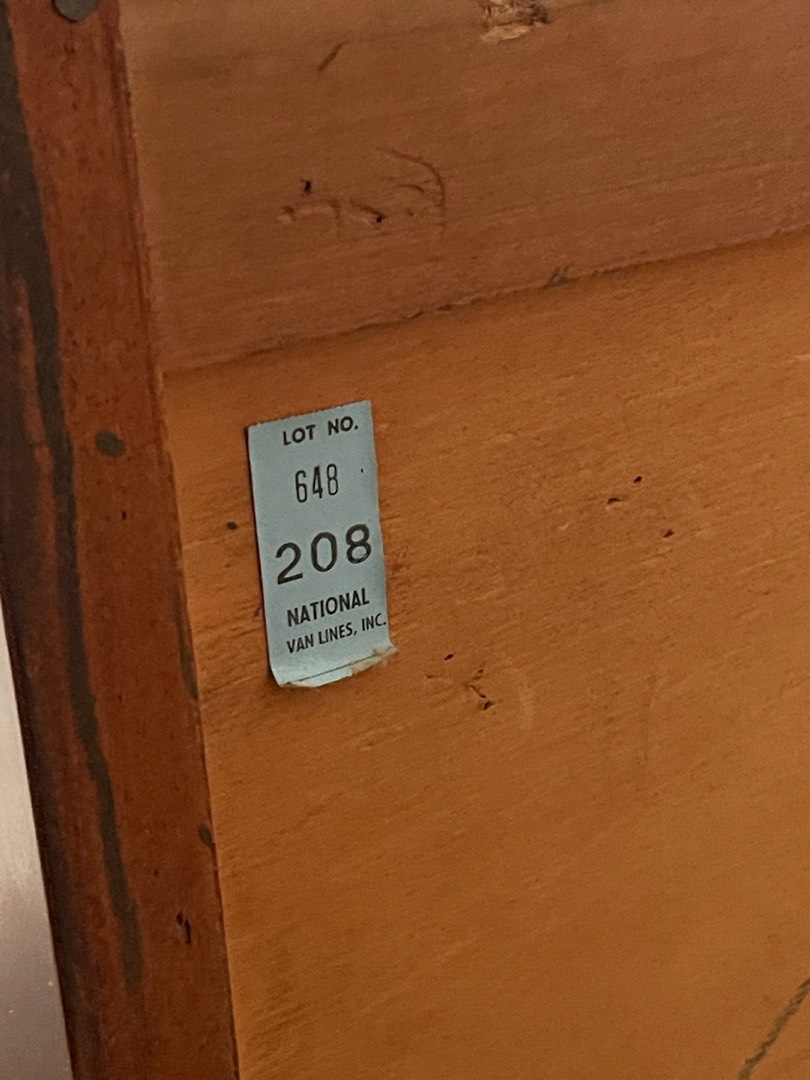 LOT NO.
648
208
NATIONAL
VAN LINES, INC.